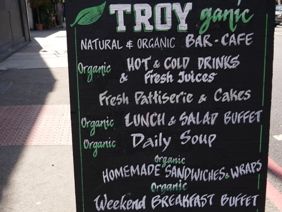 TROY ganic
NATURAL & ORGANIC BAR-CAFE
Organic HOT & COLD DRINKS
& Fresh Juices
Fresh Pattiserie & Cakes
Organic LUNCH & SALAD BUFFET
Organic Daily Soup
organic
HOMEMADE SANDWICHES & WRAPS
Organic
Weekend BREAKFAST BUFFET